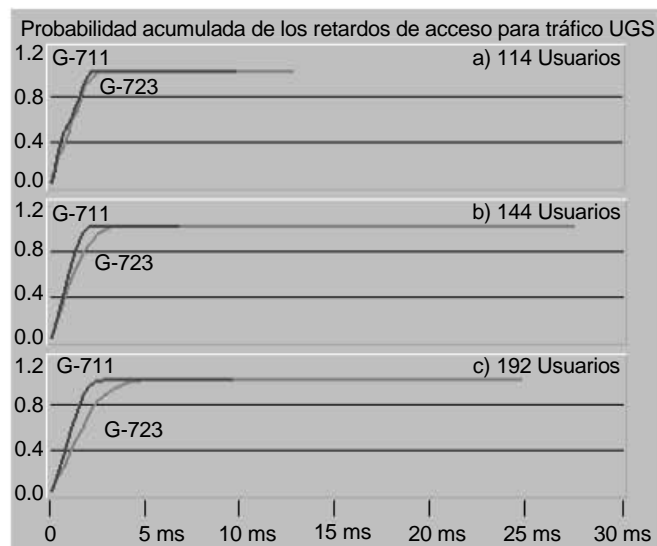 Probabilidad acumulada de los retardos de acceso para tráfico UGS
1.2
G-711
a) 114 Usuarios
G-723
0.8
0.4
0.0
1.2
G-711
b) 144 Usuarios
0.8
G-723
0.4
0.0
1.2
G-711
c) 192 Usuarios
0.8
G-723
0.4
0.0
0
5 ms
10 ms
15 ms
20 ms
25 ms
30 ms